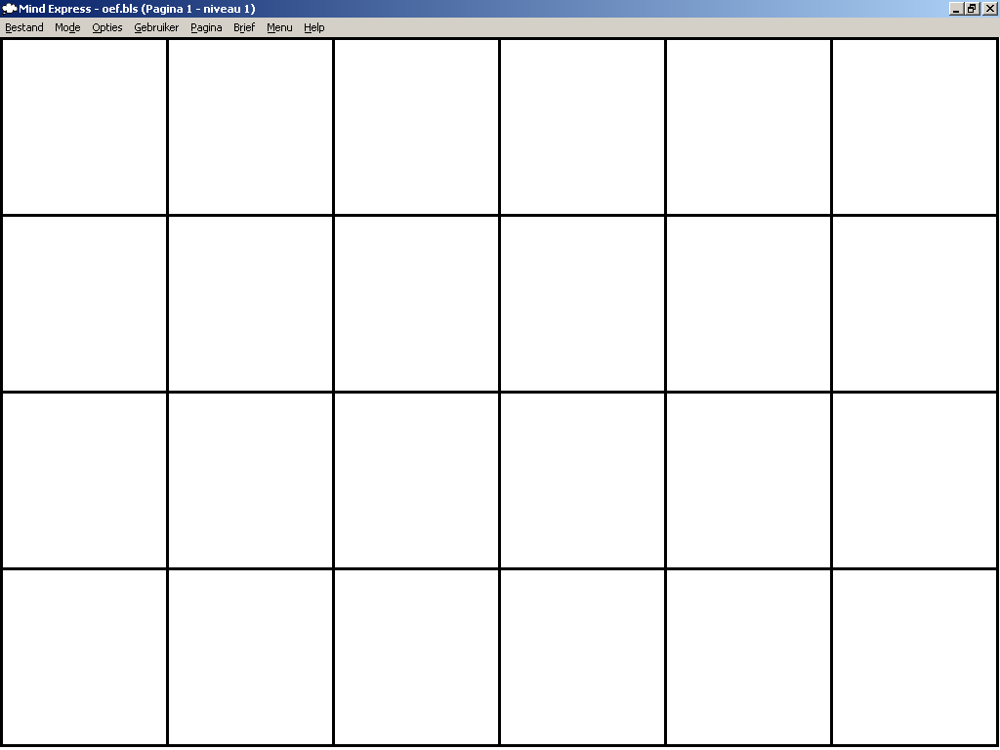 Mind Express - oef.bls (Pagina 1 - niveau 1)
Bestand Mode Opties Gebruiker Pagina Brief Menu Help